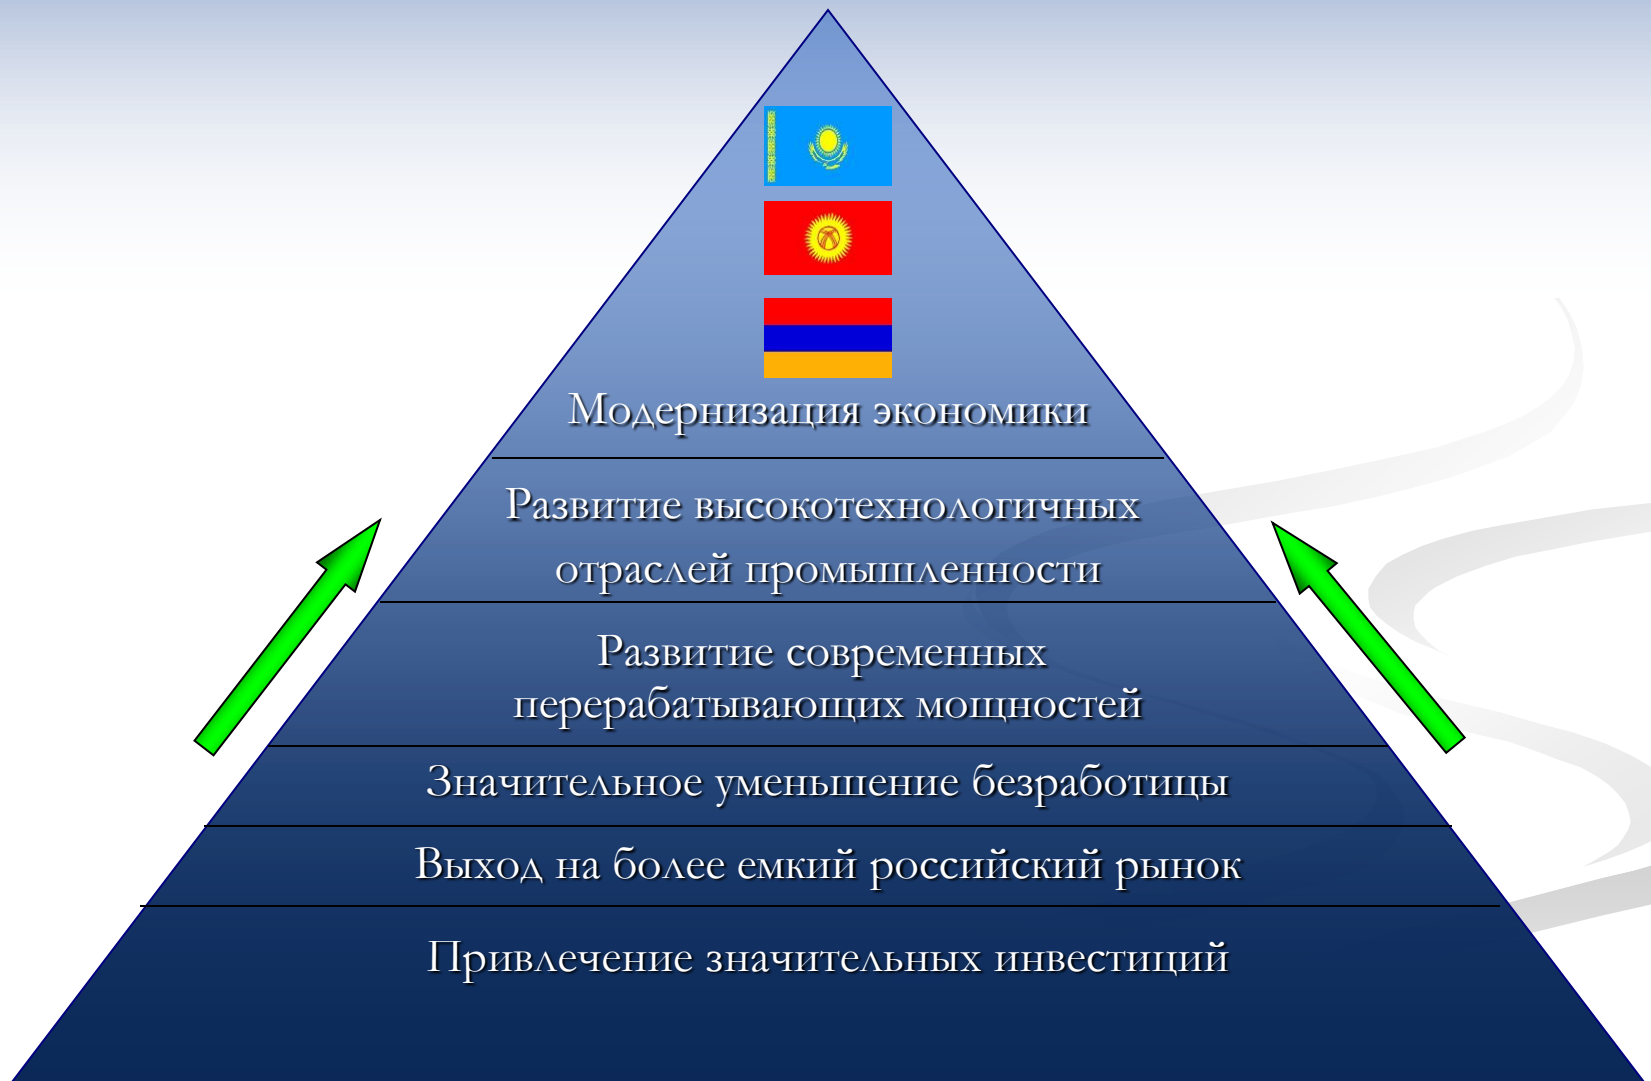 Модернизация экономики
Развитие высокотехнологичных
отраслей промышленности
Развитие современных
перерабатывающих мощностей
Значительное уменьшение безработицы
Выход на более емкий российский рынок
Привлечение значительных инвестиций